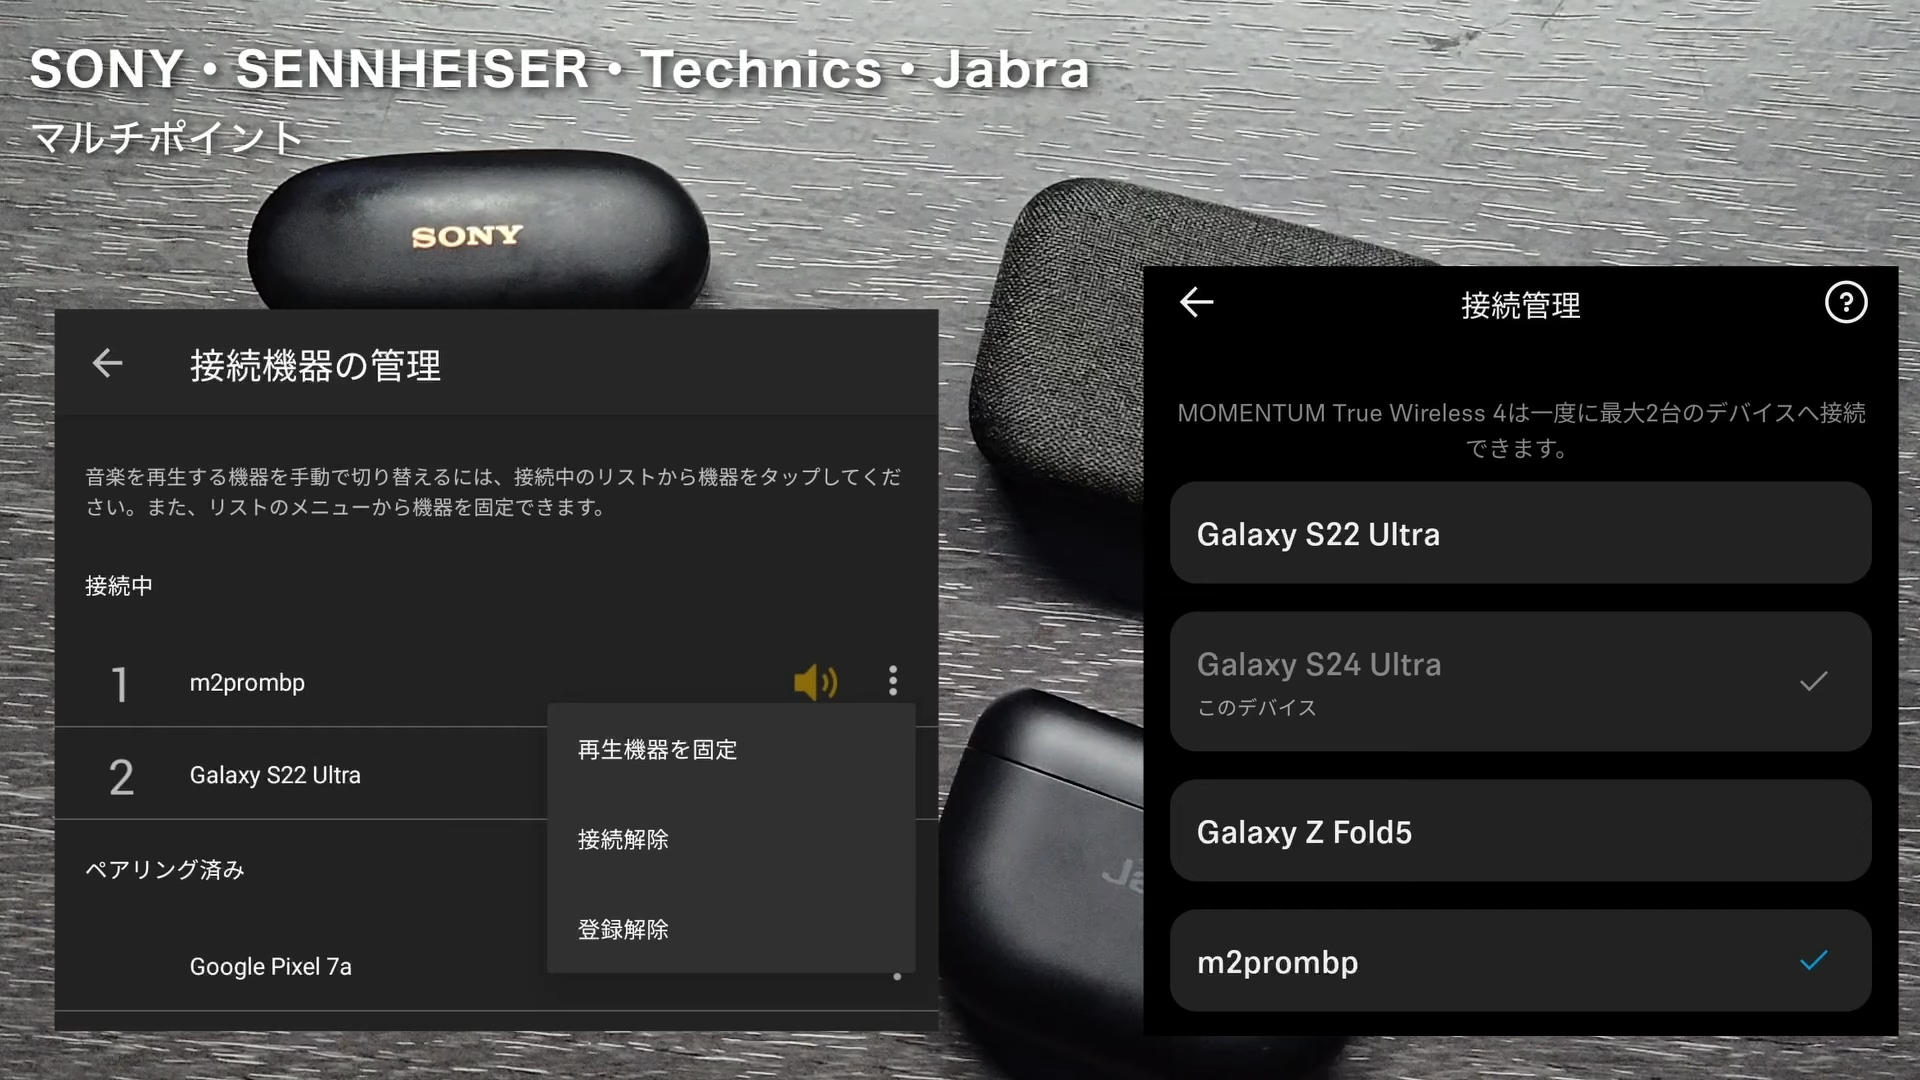 SONY・SENNHEISER・Technics・Jabra
マルチポイント
SONY
接続機器の管理
音楽を再生する機器を手動で切り替えるには、接続中のリストから機器をタップしてくだ
さい。また、リストのメニューから機器を固定できます。
接続中
1 m2prombp
2 Galaxy S22 Ultra
再生機器を固定
接続解除
登録解除
ペアリング済み
Google Pixel 7a
接続管理
?
MOMENTUM True Wireless 4は一度に最大2台のデバイスへ接続
できます。
Galaxy S22 Ultra
Galaxy S24 Ultra
このデバイス
Galaxy Z Fold5
m2prombp